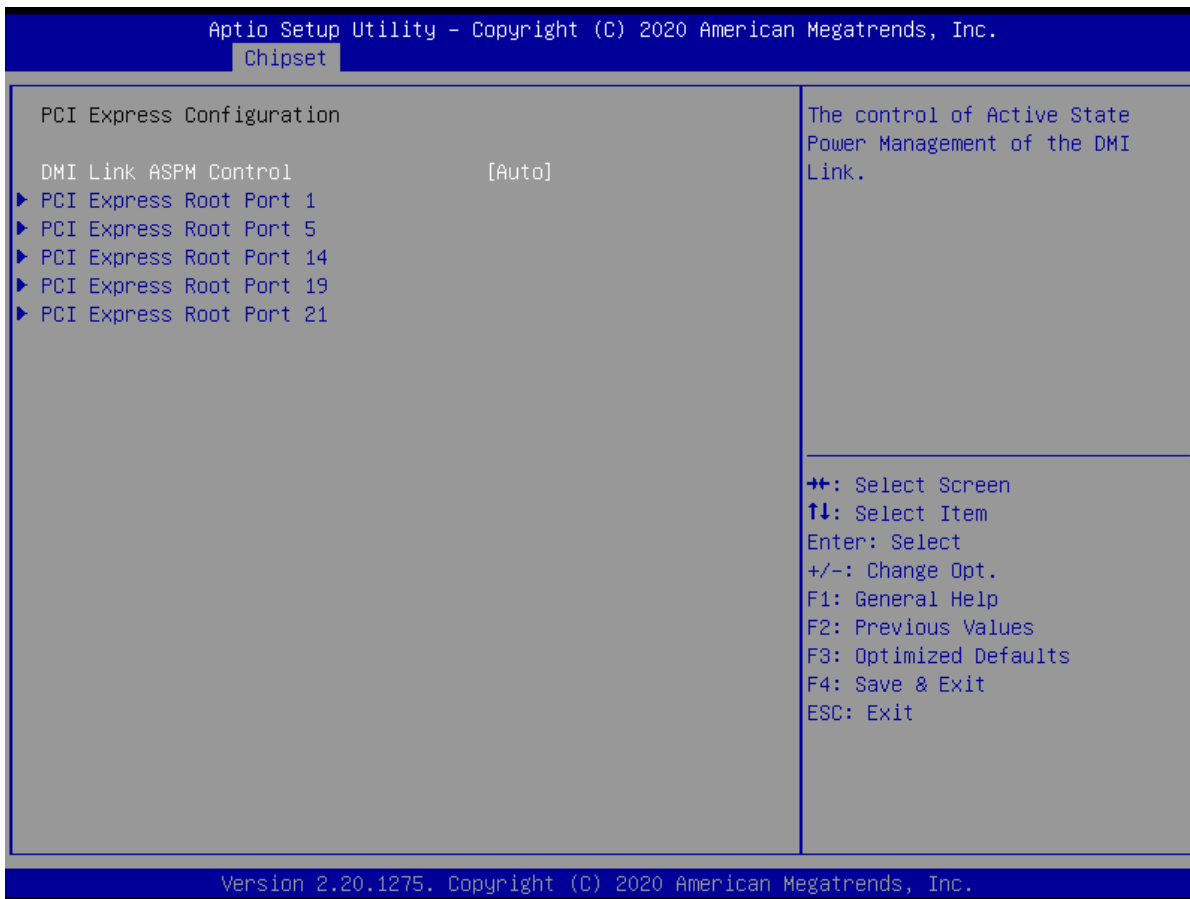 Aptio Setup Utility – Copyright (C) 2020 American Megatrends, Inc.
Chipset
PCI Express Configuration
DMI Link ASPM Control [Auto]
▶ PCI Express Root Port 1
▶ PCI Express Root Port 5
▶ PCI Express Root Port 14
▶ PCI Express Root Port 19
▶ PCI Express Root Port 21
The control of Active State
Power Management of the DMI
Link.
→←: Select Screen
↑↓: Select Item
Enter: Select
+/-: Change Opt.
F1: General Help
F2: Previous Values
F3: Optimized Defaults
F4: Save & Exit
ESC: Exit
Version 2.20.1275. Copyright (C) 2020 American Megatrends, Inc.